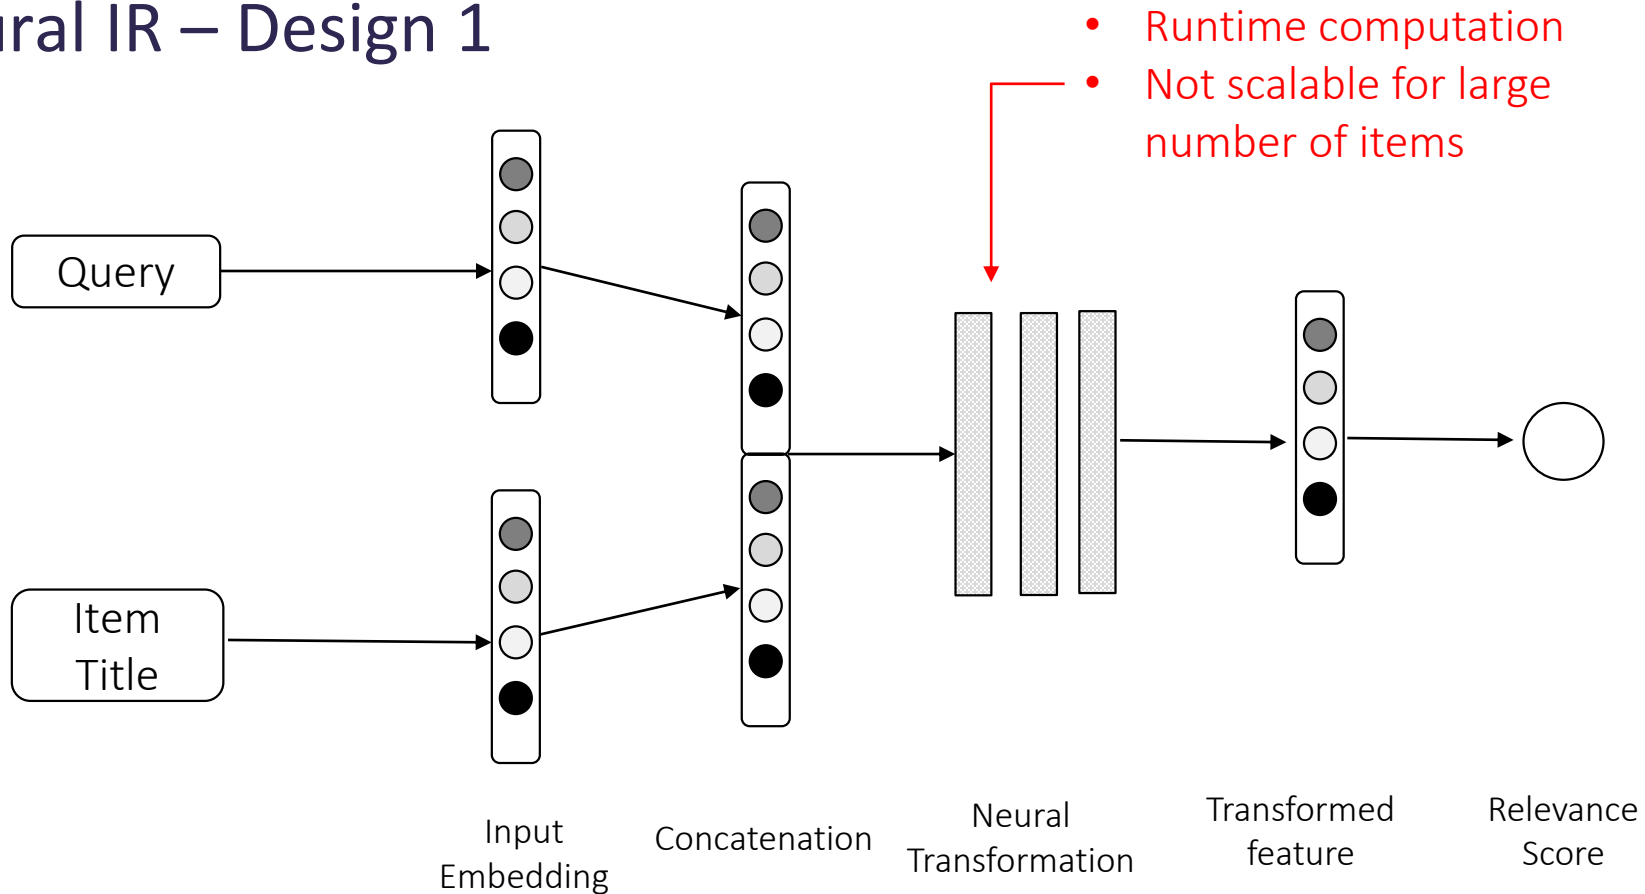 ural IR – Design 1
• Runtime computation
• Not scalable for large
number of items
Query
Item
Title
Input
Embedding
Concatenation
Neural
Transformation
Transformed
feature
Relevance
Score